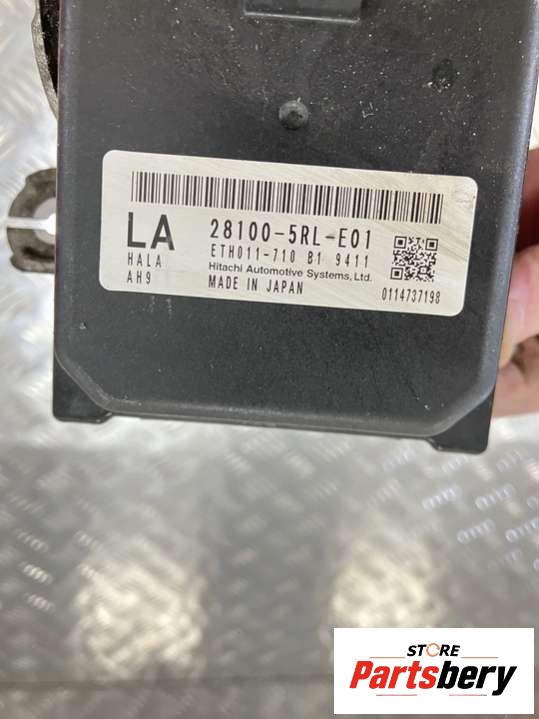 LA 28100-5RL-E01
HALA ETH011-710 B1 9411
AH9 Hitachi Automotive Systems, Ltd.
MADE IN JAPAN
0114737198
STORE
Partsbery